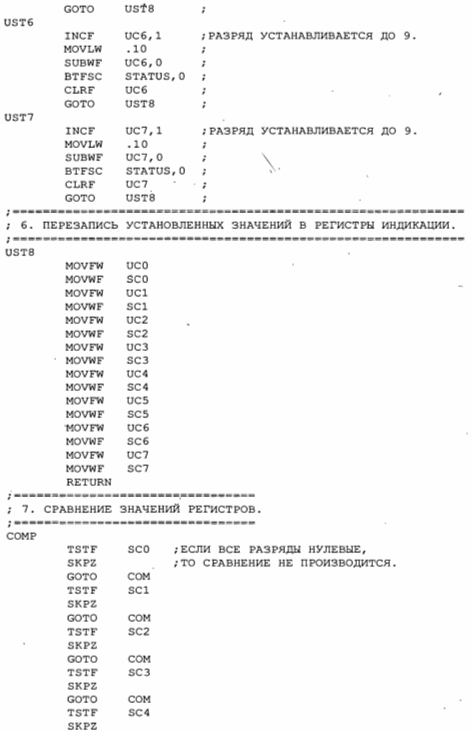 GOTO UST8 ;
UST6
INCF UC6,1 ;РАЗРЯД УСТАНАВЛИВАЕТСЯ ДО 9.
MOVLW .10 ;
SUBWF UC6,0 ;
BTFSC STATUS,0 ;
CLRF UC6 ;
GOTO UST8 ;
UST7
INCF UC7,1 ;РАЗРЯД УСТАНАВЛИВАЕТСЯ ДО 9.
MOVLW .10 ;
SUBWF UC7,0 ;
BTFSC STATUS,0 ;
CLRF UC7 ;
GOTO UST8 ;
;============================================================
; 6. ПЕРЕЗАПИСЬ УСТАНОВЛЕННЫХ ЗНАЧЕНИЙ В РЕГИСТРЫ ИНДИКАЦИИ.
;============================================================
UST8
MOVFW UC0
MOVWF SC0
MOVFW UC1
MOVWF SC1
MOVFW UC2
MOVWF SC2
MOVFW UC3
MOVWF SC3
MOVFW UC4
MOVWF SC4
MOVFW UC5
MOVWF SC5
MOVFW UC6
MOVWF SC6
MOVFW UC7
MOVWF SC7
RETURN
;================================
; 7. СРАВНЕНИЕ ЗНАЧЕНИЙ РЕГИСТРОВ.
;================================
COMP
TSTF SC0 ;ЕСЛИ ВСЕ РАЗРЯДЫ НУЛЕВЫЕ,
SKPZ ;ТО СРАВНЕНИЕ НЕ ПРОИЗВОДИТСЯ.
GOTO COM
TSTF SC1
SKPZ
GOTO COM
TSTF SC2
SKPZ
GOTO COM
TSTF SC3
SKPZ
GOTO COM
TSTF SC4
SKPZ